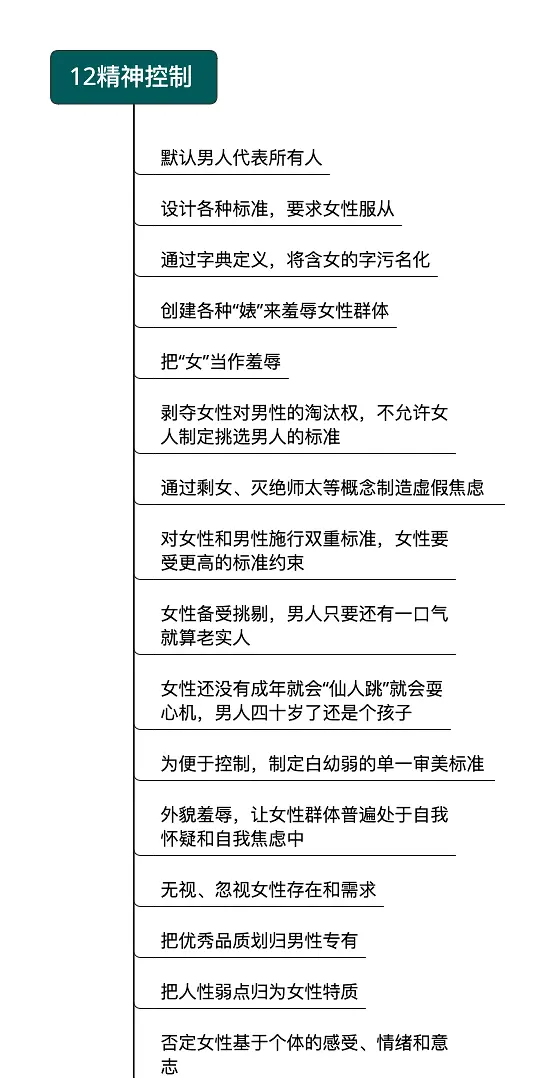 12精神控制
默认男人代表所有人
设计各种标准，要求女性服从
通过字典定义，将含女的字污名化
创建各种“婊”来羞辱女性群体
把“女”当作羞辱
剥夺女性对男性的淘汰权，不允许女
人制定挑选男人的标准
通过剩女、灭绝师太等概念制造虚假焦虑
对女性和男性施行双重标准，女性要
受更高的标准约束
女性备受挑剔，男人只要还有一口气
就算老实人
女性还没有成年就会“仙人跳”就会耍
心机，男人四十岁了还是个孩子
为便于控制，制定白幼弱的单一审美标准
外貌羞辱，让女性群体普遍处于自我
怀疑和自我焦虑中
无视、忽视女性存在和需求
把优秀品质划归男性专有
把人性弱点归为女性特质
否定女性基于个体的感受、情绪和意
志